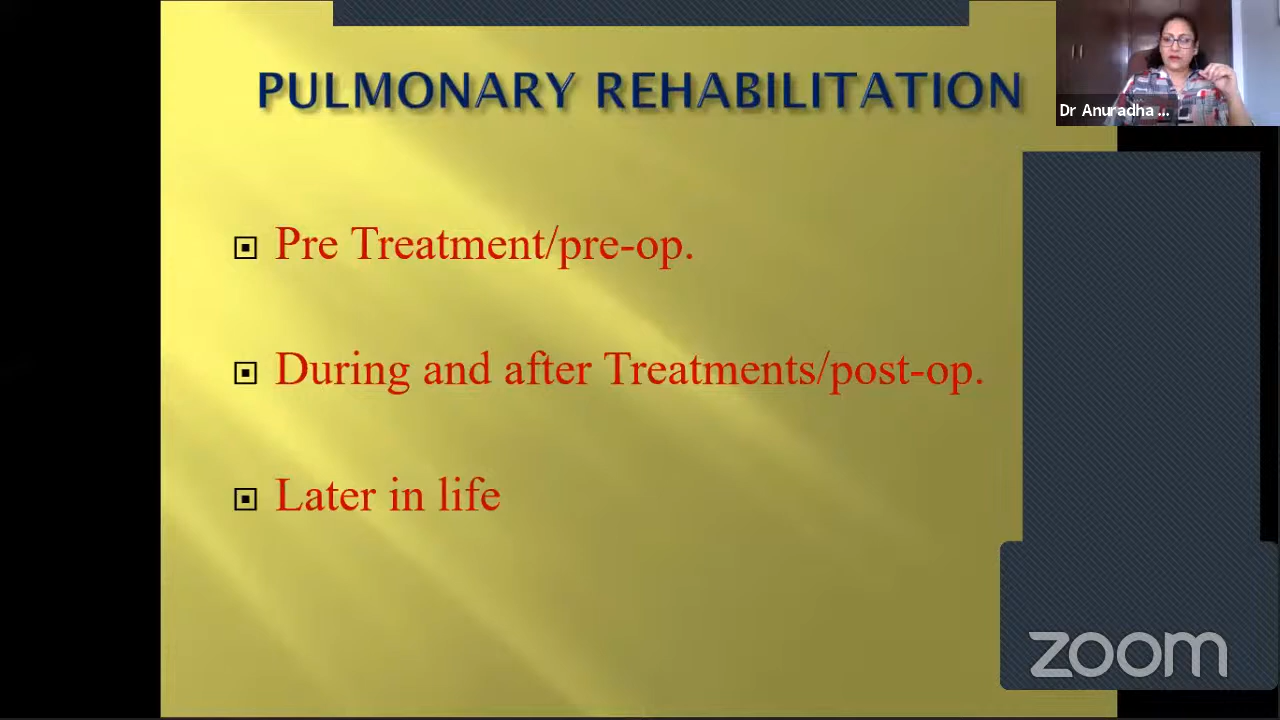 PULMONARY REHABILITATION
Dr Anuradha ...
Pre Treatment/pre-op.
During and after Treatments/post-op.
Later in life
zoom